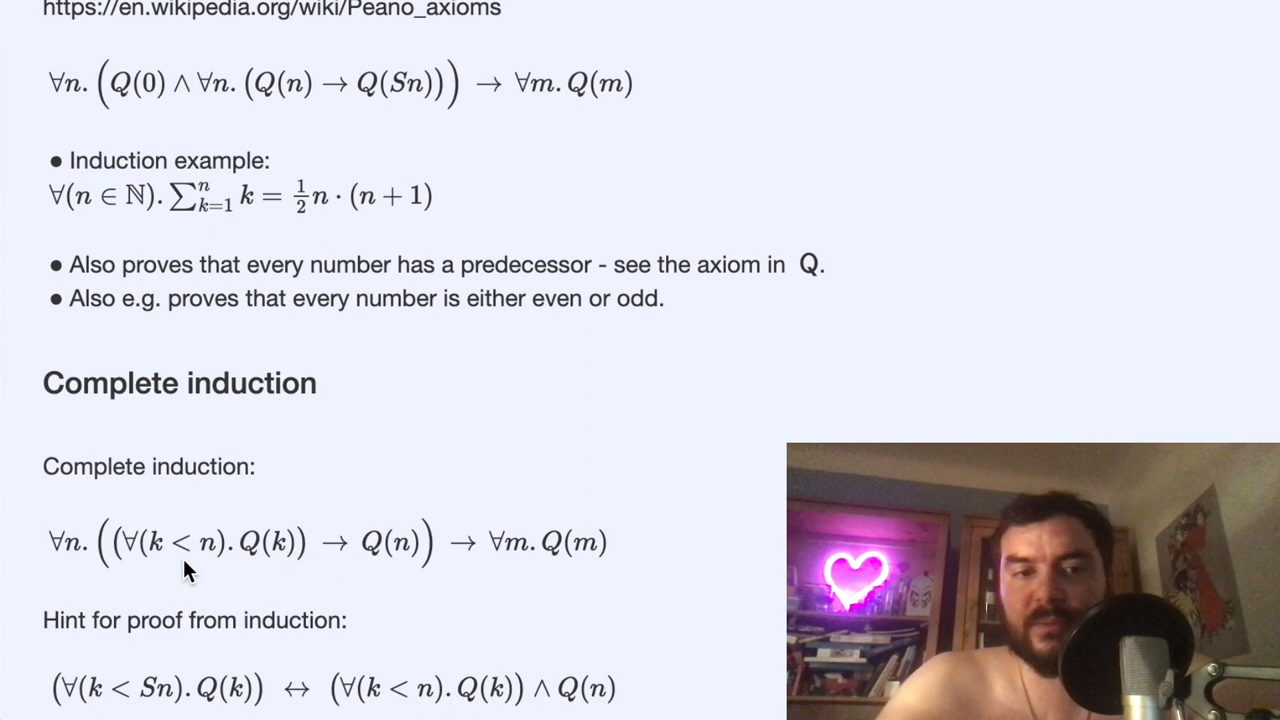 https://en.wikipedia.org/wiki/Peano_axioms
∀n. (Q(0) ∧ ∀n. (Q(n) → Q(Sn))) → ∀m. Q(m)
● Induction example:
∀(n ∈ ℕ). ∑ₖ₌₁ⁿ k = ½n · (n + 1)
● Also proves that every number has a predecessor - see the axiom in Q.
● Also e.g. proves that every number is either even or odd.
Complete induction
Complete induction:
∀n. ((∀(k < n). Q(k)) → Q(n)) → ∀m. Q(m)
Hint for proof from induction:
(∀(k < Sn). Q(k)) ↔ (∀(k < n). Q(k)) ∧ Q(n)